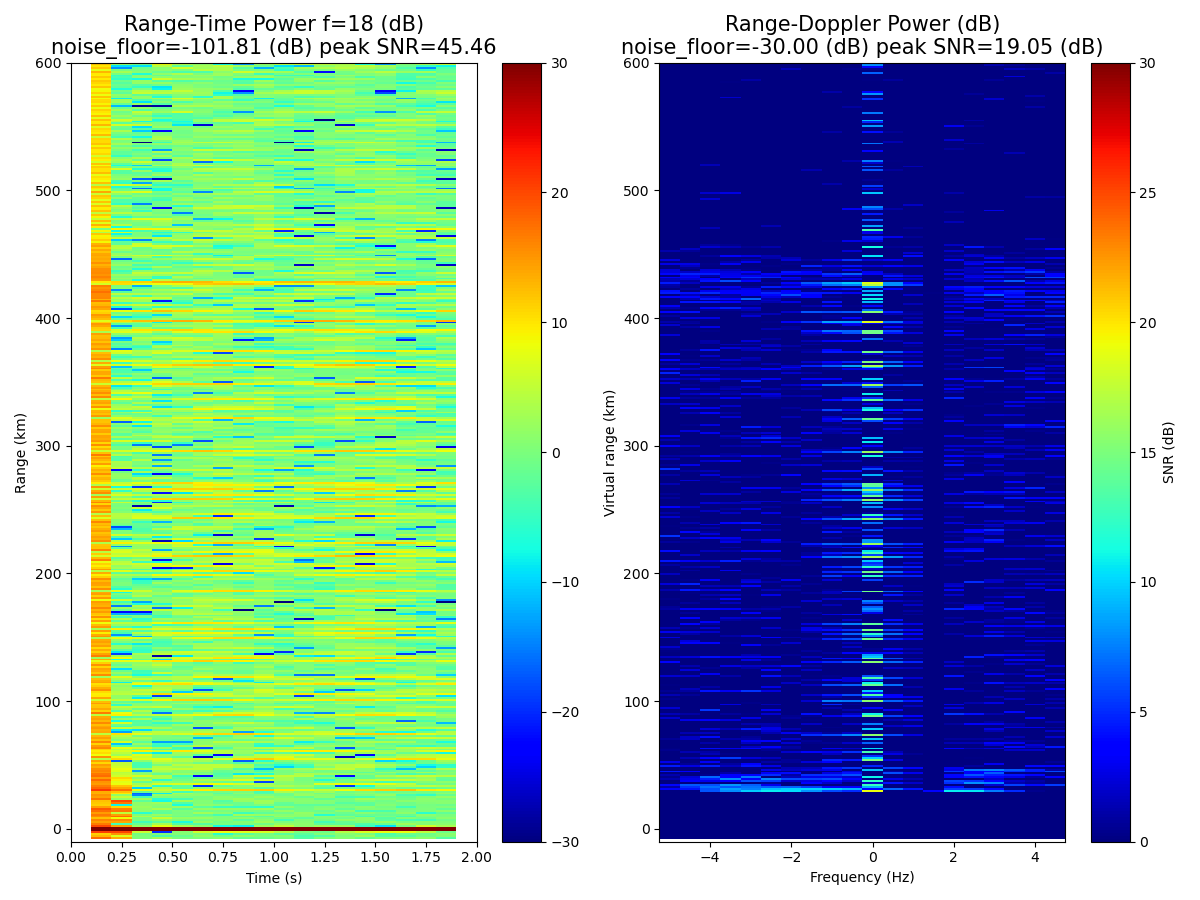 Range-Time Power f=18 (dB)
noise_floor=-101.81 (dB) peak SNR=45.46
Range-Doppler Power (dB)
noise_floor=-30.00 (dB) peak SNR=19.05 (dB)
600
500
400
300
200
100
0
Range (km)
0.00 0.25 0.50 0.75 1.00 1.25 1.50 1.75 2.00
Time (s)
30
20
10
0
−10
−20
−30
600
500
400
300
200
100
0
Virtual range (km)
−4 −2 0 2 4
Frequency (Hz)
30
25
20
15
10
5
0
SNR (dB)